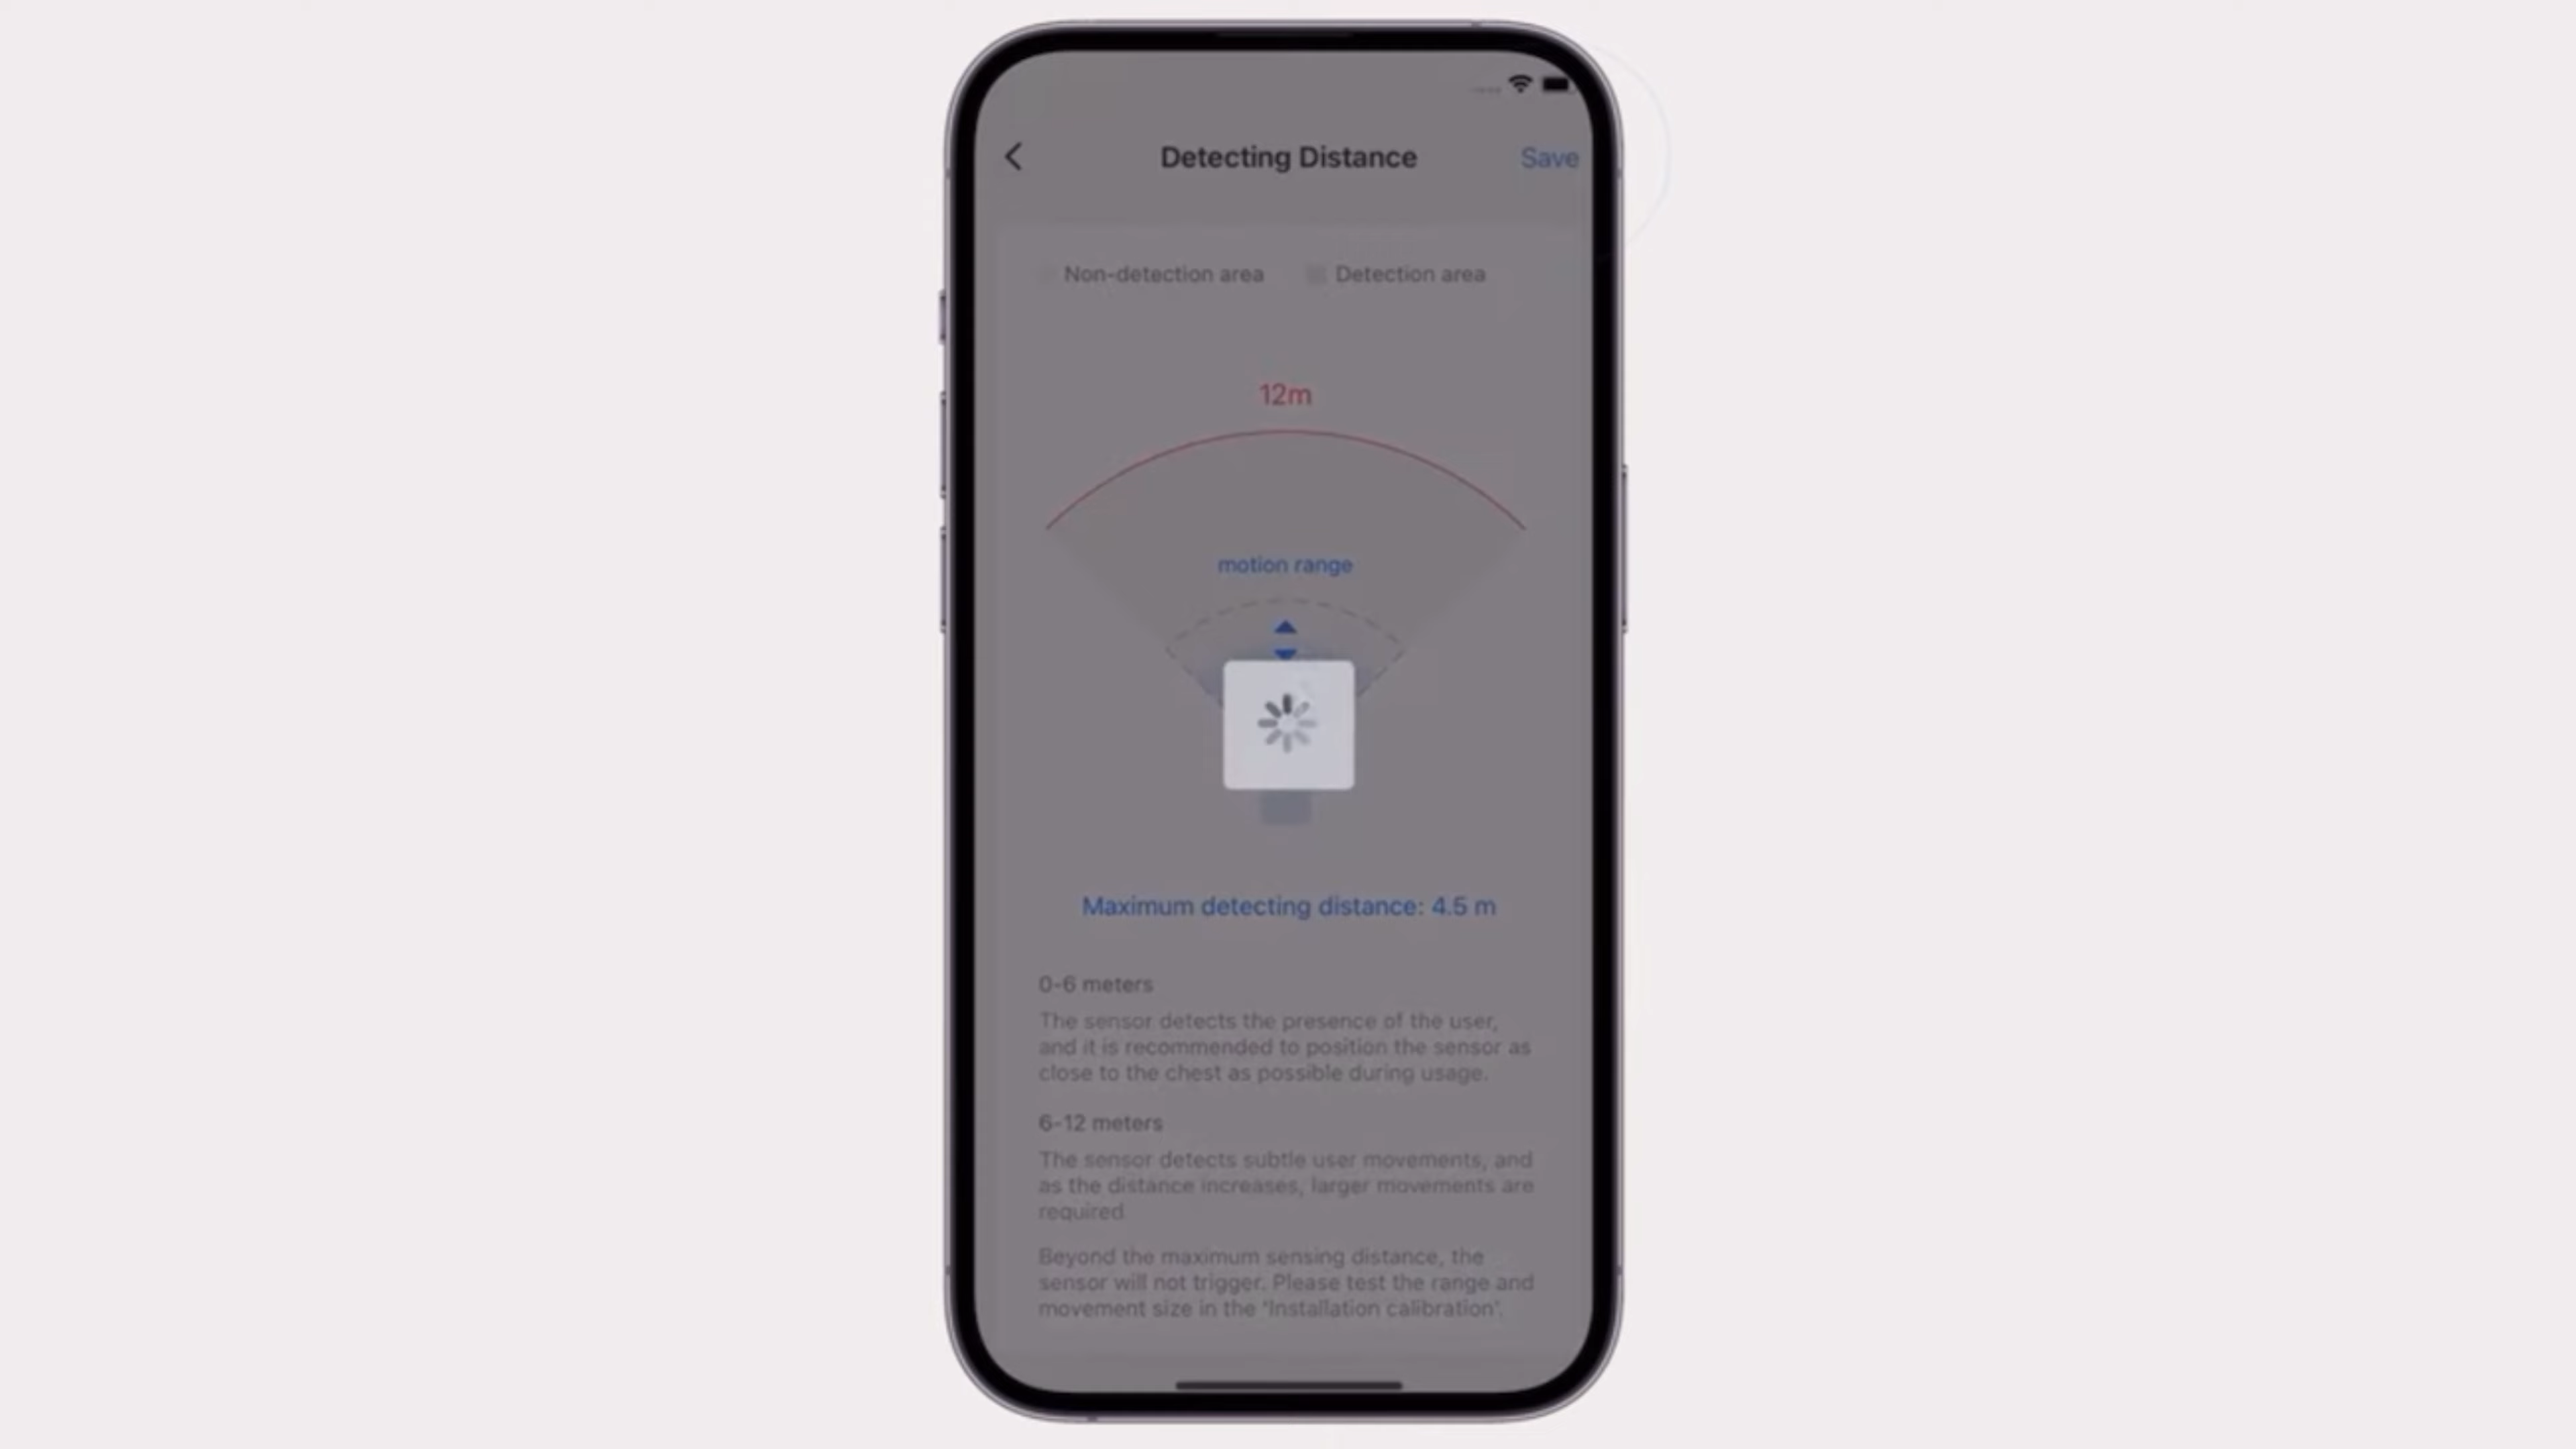 Detecting Distance
Save
Non-detection area
Detection area
12m
motion range
Maximum detecting distance: 4.5 m
0-6 meters
The sensor detects the presence of the user,
and it is recommended to position the sensor as
close to the chest as possible during usage.
6-12 meters
The sensor detects subtle user movements, and
as the distance increases, larger movements are
required
Beyond the maximum sensing distance, the
sensor will not trigger. Please test the range and
movement size in the 'Installation calibration'.